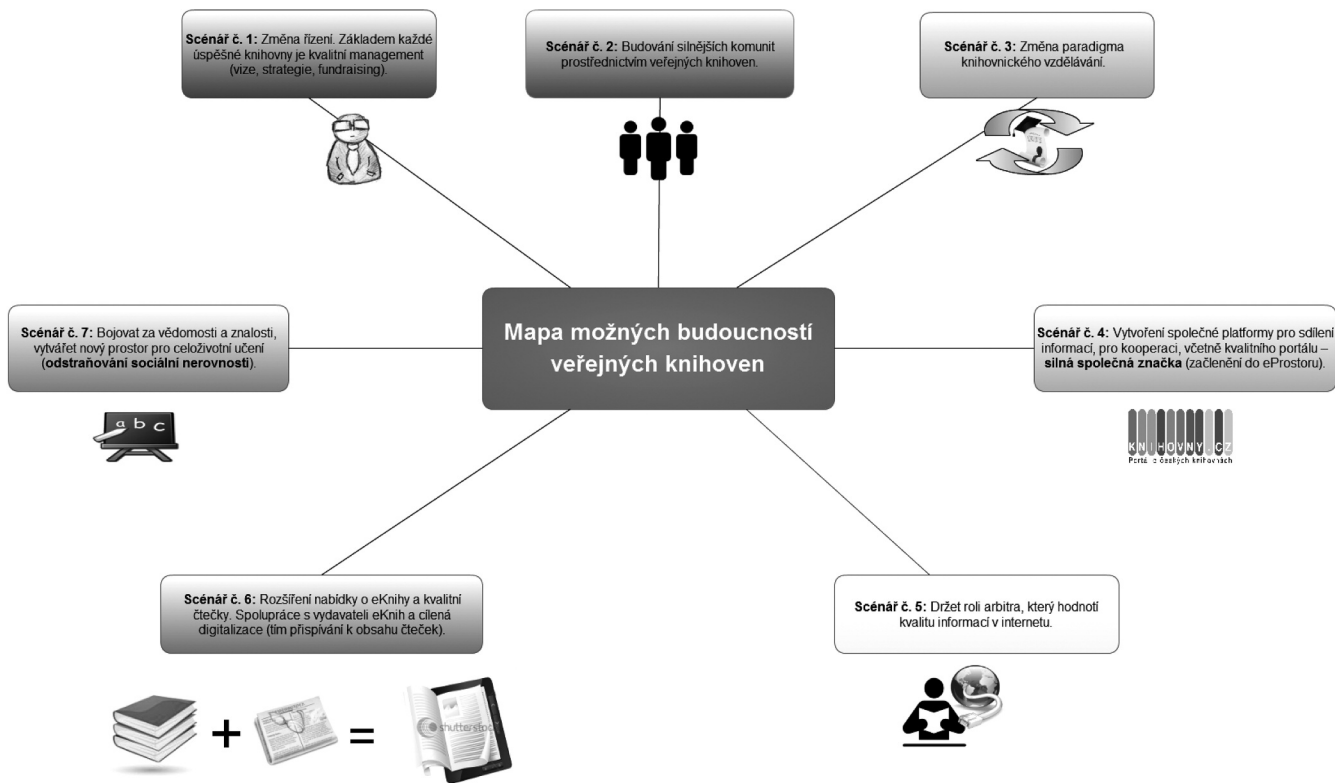 Scénář č. 1: Změna řízení. Základem každé
úspěšné knihovny je kvalitní management
(vize, strategie, fundraising).
Scénář č. 2: Budování silnějších komunit
prostřednictvím veřejných knihoven.
Scénář č. 3: Změna paradigma
knihovnického vzdělávání.
Mapa možných budoucností
veřejných knihoven
Scénář č. 7: Bojovat za vědomosti a znalosti,
vytvářet nový prostor pro celoživotní učení
(odstraňování sociální nerovnosti).
a b c
Scénář č. 4: Vytvoření společné platformy pro sdílení
informací, pro kooperaci, včetně kvalitního portálu –
silná společná značka (začlenění do eProstoru).
KNIHOVNY.CZ
Portál o českých knihovnách
Scénář č. 6: Rozšíření nabídky o eKnihy a kvalitní
čtečky. Spolupráce s vydavateli eKnih a cílená
digitalizace (tím přispívání k obsahu čteček).
Scénář č. 5: Držet roli arbitra, který hodnotí
kvalitu informací v internetu.
+ =
shutterstock